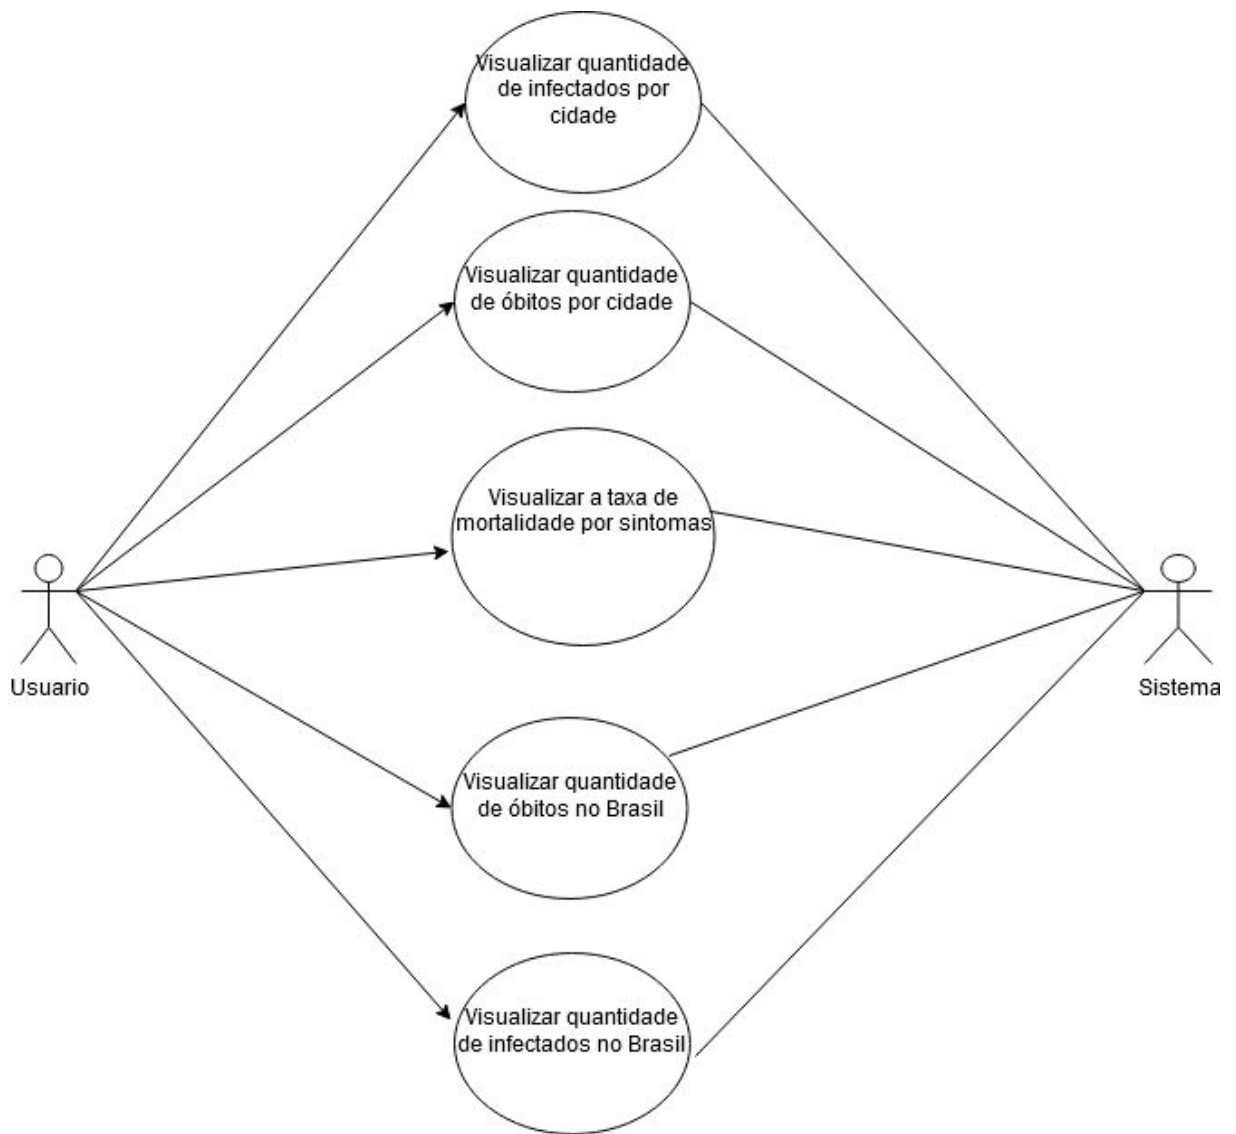 Visualizar quantidade
de infectados por
cidade
Visualizar quantidade
de óbitos por cidade
Visualizar a taxa de
mortalidade por sintomas
Usuario
Sistema
Visualizar quantidade
de óbitos no Brasil
Visualizar quantidade
de infectados no Brasil